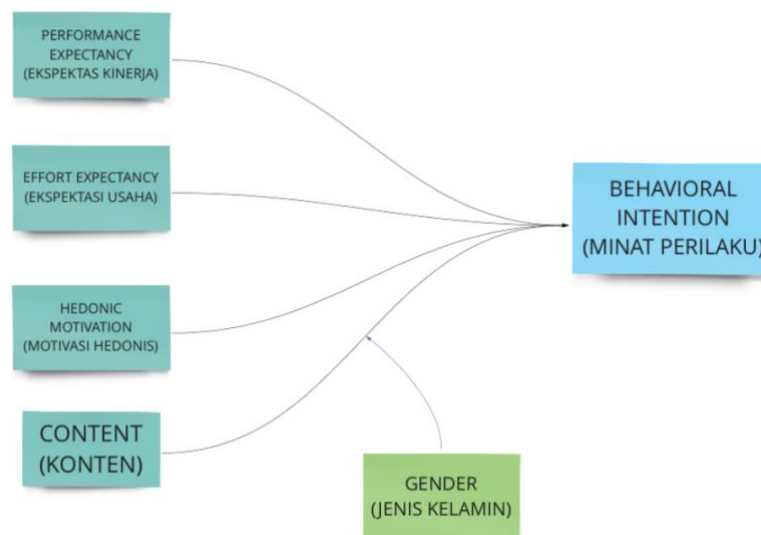 PERFORMANCE
EXPECTANCY
(EKSPEKTAS KINERJA)
EFFORT EXPECTANCY
(EKSPEKTASI USAHA)
HEDONIC
MOTIVATION
(MOTIVASI HEDONIS)
CONTENT
(KONTEN)
BEHAVIORAL
INTENTION
(MINAT PERILAKU)
GENDER
(JENIS KELAMIN)